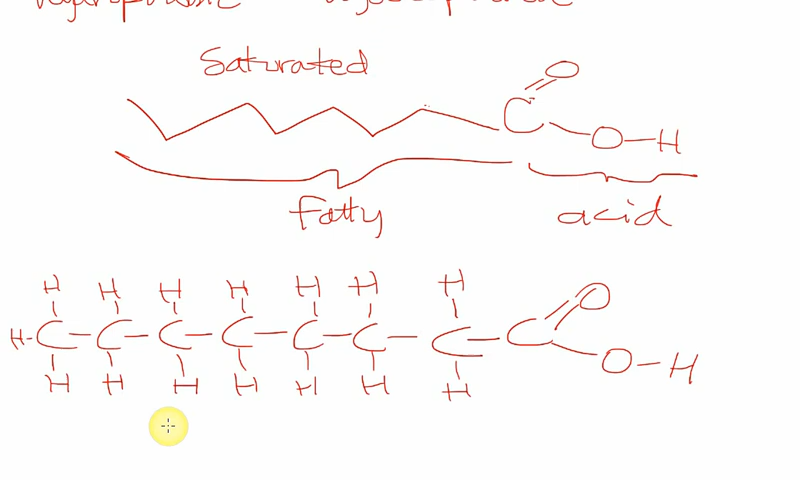 Saturated
O
C
O–H
Fatty acid
H H H H H H H
O
H–C–C–C–C–C–C–C–C
O–H
H H H H H H H